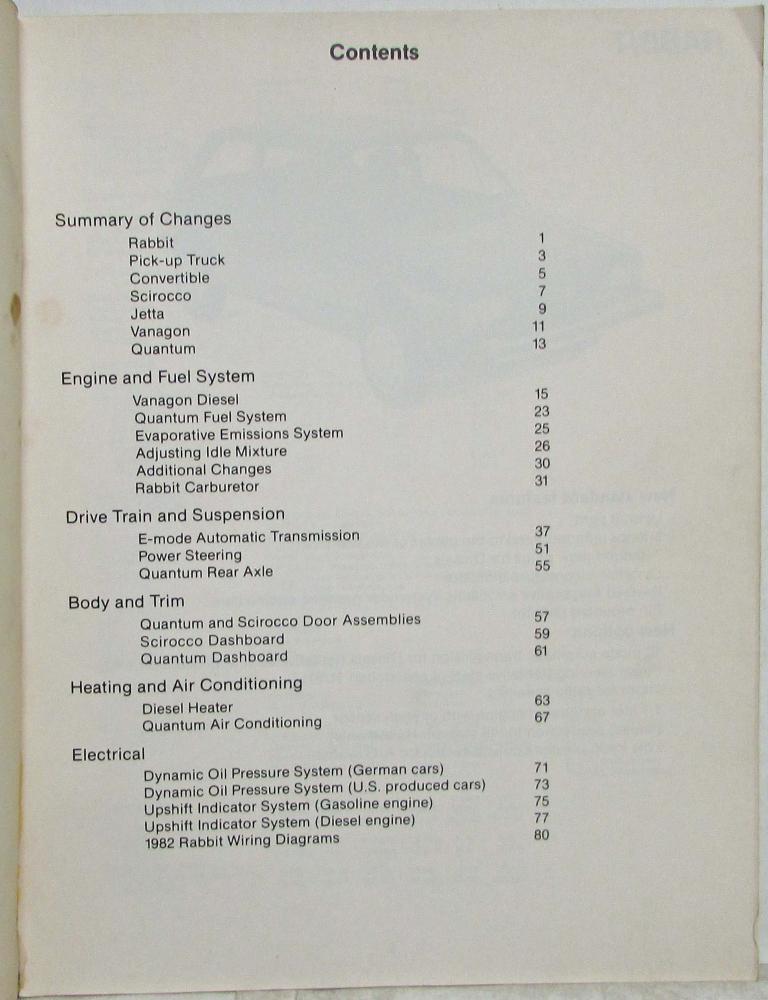 Contents
Summary of Changes
Rabbit 1
Pick-up Truck 3
Convertible 5
Scirocco 7
Jetta 9
Vanagon 11
Quantum 13
Engine and Fuel System
Vanagon Diesel 15
Quantum Fuel System 23
Evaporative Emissions System 25
Adjusting Idle Mixture 26
Additional Changes 30
Rabbit Carburetor 31
Drive Train and Suspension
E-mode Automatic Transmission 37
Power Steering 51
Quantum Rear Axle 55
Body and Trim
Quantum and Scirocco Door Assemblies 57
Scirocco Dashboard 59
Quantum Dashboard 61
Heating and Air Conditioning
Diesel Heater 63
Quantum Air Conditioning 67
Electrical
Dynamic Oil Pressure System (German cars) 71
Dynamic Oil Pressure System (U.S. produced cars) 73
Upshift Indicator System (Gasoline engine) 75
Upshift Indicator System (Diesel engine) 77
1982 Rabbit Wiring Diagrams 80